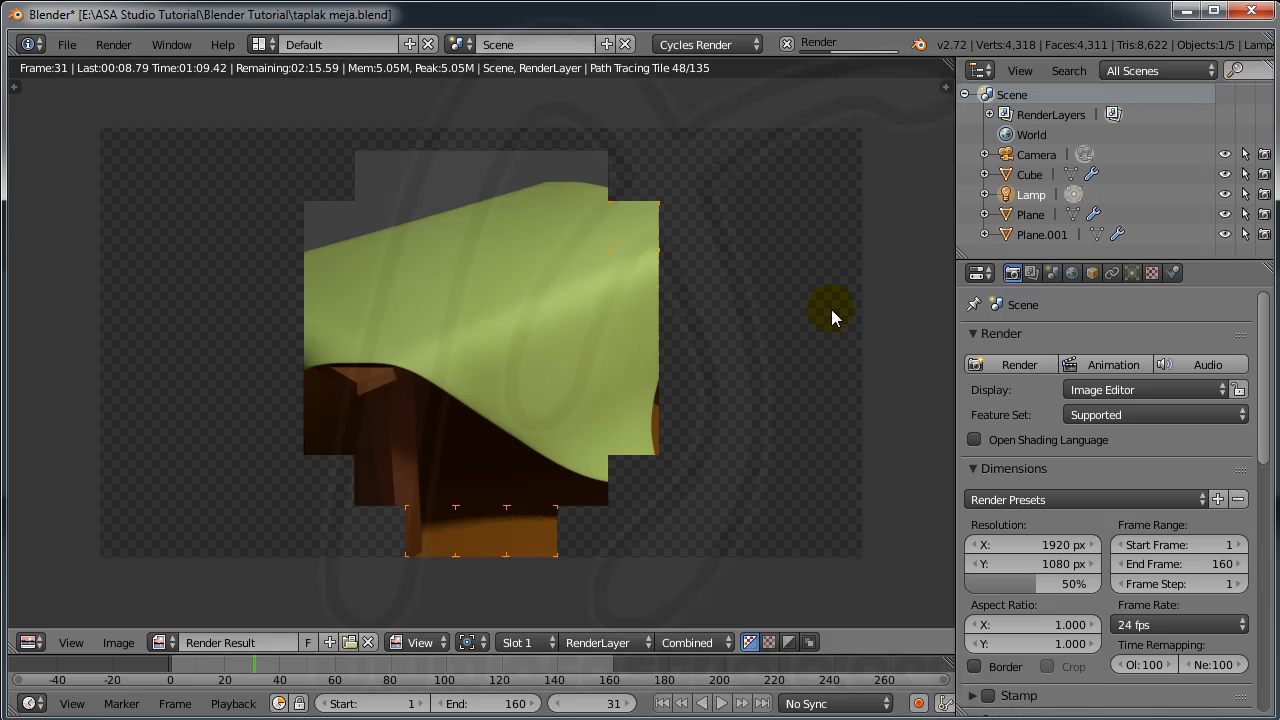 Blender* [E:\ASA Studio Tutorial\Blender Tutorial\taplak meja.blend]
File Render Window Help Default Scene Cycles Render Render v2.72 | Verts:4,318 | Faces:4,311 | Tris:8,622 | Objects:1/5 | Lamp
Frame:31 | Last:00:08.79 Time:01:09.42 | Remaining:02:15.59 | Mem:5.05M, Peak:5.05M | Scene, RenderLayer | Path Tracing Tile 48/135
View Search All Scenes
Scene
RenderLayers
World
Camera
Cube
Lamp
Plane
Plane.001
Scene
Render
Render Animation Audio
Display: Image Editor
Feature Set: Supported
Open Shading Language
Dimensions
Render Presets
Resolution: Frame Range:
X: 1920 px Start Frame: 1
Y: 1080 px End Frame: 160
50% Frame Step: 1
Aspect Ratio: Frame Rate:
X: 1.000 24 fps
Y: 1.000 Time Remapping:
Border Crop Ol: 100 Ne:100
Stamp
View Image Render Result F View Slot 1 RenderLayer Combined
-40 -20 0 20 40 60 80 100 120 140 160 180 200 220 240 260
View Marker Frame Playback Start: 1 End: 160 31 No Sync